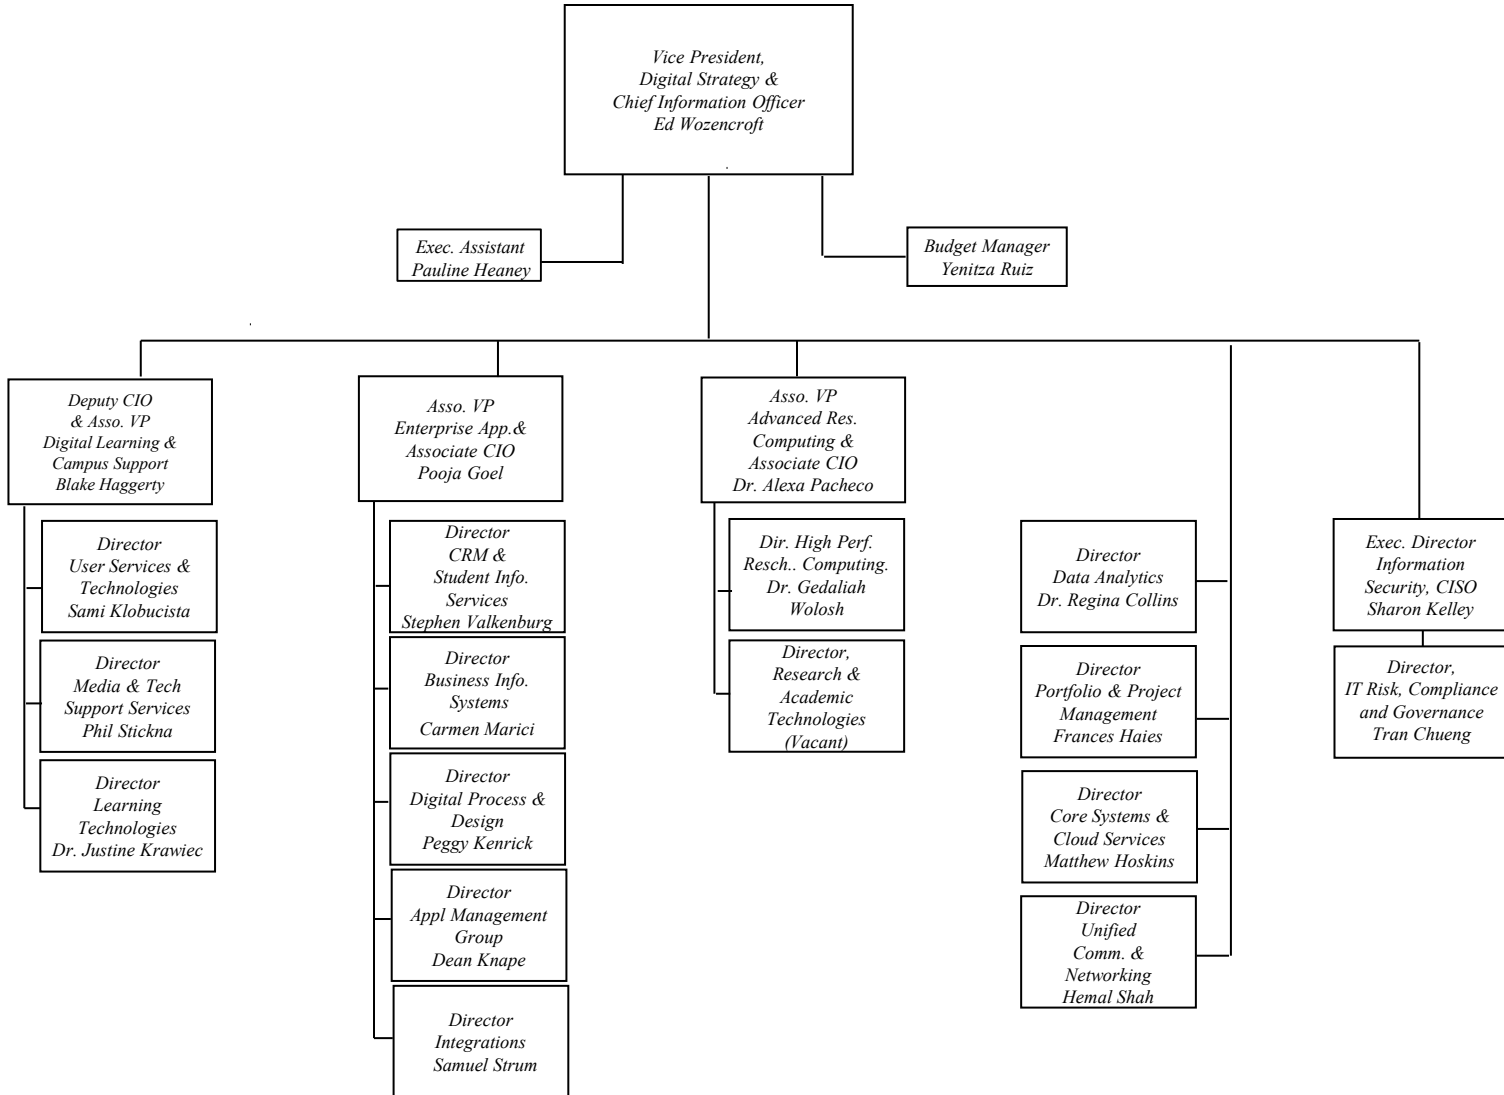 Vice President,
Digital Strategy &
Chief Information Officer
Ed Wozencroft
Exec. Assistant
Pauline Heaney
Budget Manager
Yenitza Ruiz
Deputy CIO
& Asso. VP
Digital Learning &
Campus Support
Blake Haggerty
Director
User Services &
Technologies
Sami Klobucista
Director
Media & Tech
Support Services
Phil Stickna
Director
Learning
Technologies
Dr. Justine Krawiec
Asso. VP
Enterprise App.&
Associate CIO
Pooja Goel
Director
CRM &
Student Info.
Services
Stephen Valkenburg
Director
Business Info.
Systems
Carmen Marici
Director
Digital Process &
Design
Peggy Kenrick
Director
Appl Management
Group
Dean Knape
Director
Integrations
Samuel Strum
Asso. VP
Advanced Res.
Computing &
Associate CIO
Dr. Alexa Pacheco
Dir. High Perf.
Resch.. Computing.
Dr. Gedaliah
Wolosh
Director,
Research &
Academic
Technologies
(Vacant)
Director
Data Analytics
Dr. Regina Collins
Director
Portfolio & Project
Management
Frances Haies
Director
Core Systems &
Cloud Services
Matthew Hoskins
Director
Unified
Comm. &
Networking
Hemal Shah
Exec. Director
Information
Security, CISO
Sharon Kelley
Director,
IT Risk, Compliance
and Governance
Tran Chueng